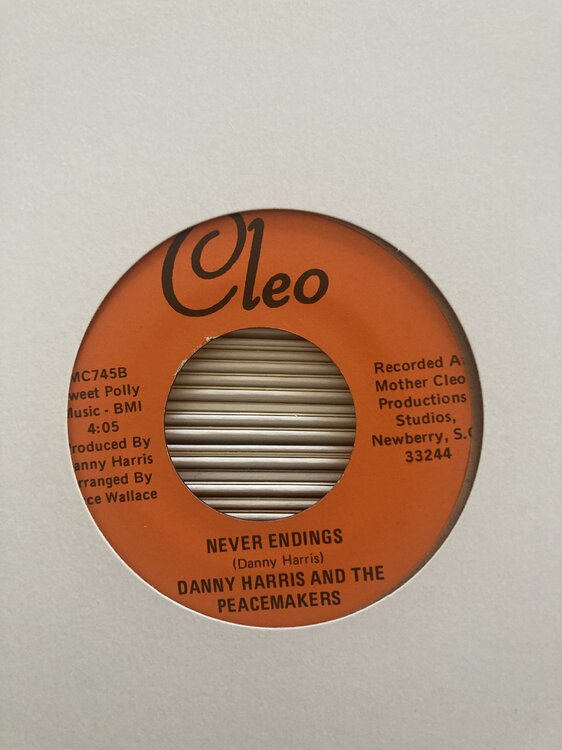 Cleo
MC745B
weet Polly
Music - BMI
4:05
roduced By
anny Harris
rranged By
ce Wallace
Recorded A
Mother Cleo
Productions
Studios,
Newberry, S.C
33244
NEVER ENDINGS
(Danny Harris)
DANNY HARRIS AND THE
PEACEMAKERS